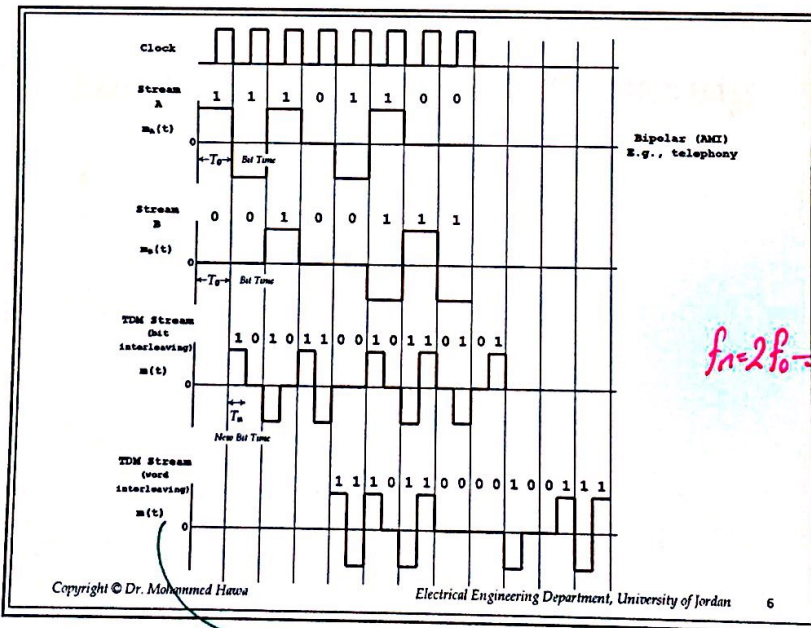 Clock
Stream
A
1 1 1 0 1 1 0 0
mA(t)
0
Bipolar (AMI)
E.g., telephony
T0 Bit Time
Stream
B
0 0 1 0 0 1 1 1
mB(t)
0
T0 Bit Time
TDM Stream
(bit
interleaving)
1 0 1 0 1 1 0 0 1 0 1 1 0 1 0 1
m(t)
0
fn=2f0
Tn
New Bit Time
TDM Stream
(word
interleaving)
1 1 1 0 1 1 0 0 0 0 1 0 0 1 1 1
m(t)
0
Copyright © Dr. Mohammed Hawa
Electrical Engineering Department, University of Jordan 6